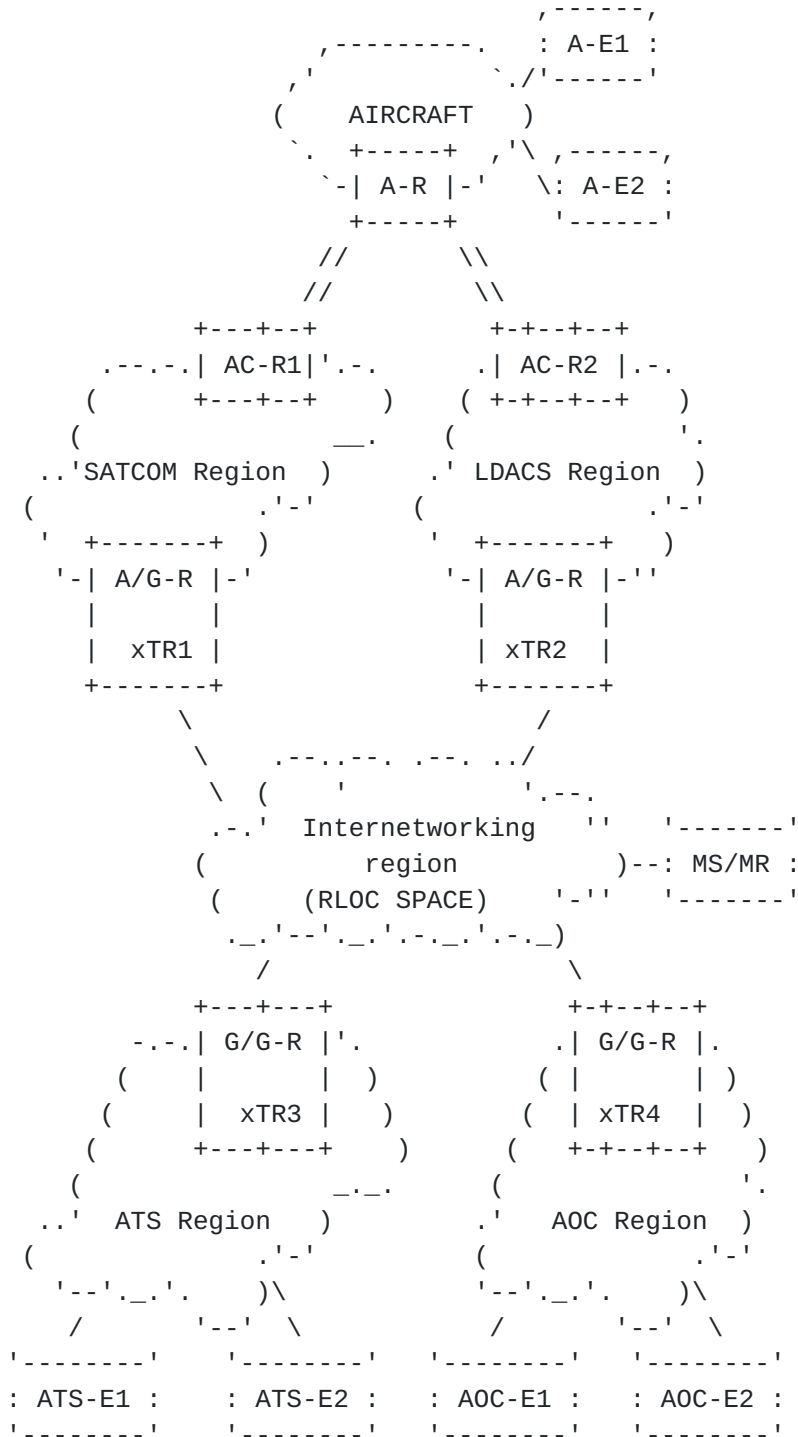 A-E1
AIRCRAFT
A-R A-E2
AC-R1 AC-R2
SATCOM Region LDACS Region
A/G-R A/G-R
xTR1 xTR2
Internetworking
region MS/MR
(RLOC SPACE)
G/G-R G/G-R
xTR3 xTR4
ATS Region AOC Region
ATS-E1 ATS-E2 AOC-E1 AOC-E2